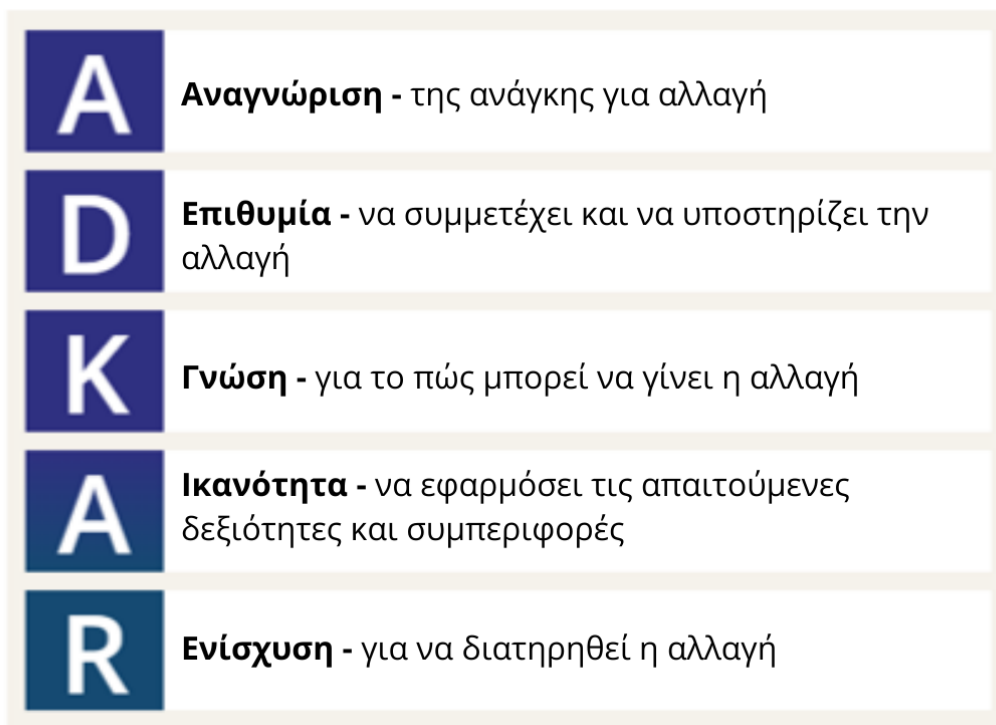 A
Αναγνώριση - της ανάγκης για αλλαγή
D
Επιθυμία - να συμμετέχει και να υποστηρίζει την
αλλαγή
K
Γνώση - για το πώς μπορεί να γίνει η αλλαγή
A
Ικανότητα - να εφαρμόσει τις απαιτούμενες
δεξιότητες και συμπεριφορές
R
Ενίσχυση - για να διατηρηθεί η αλλαγή